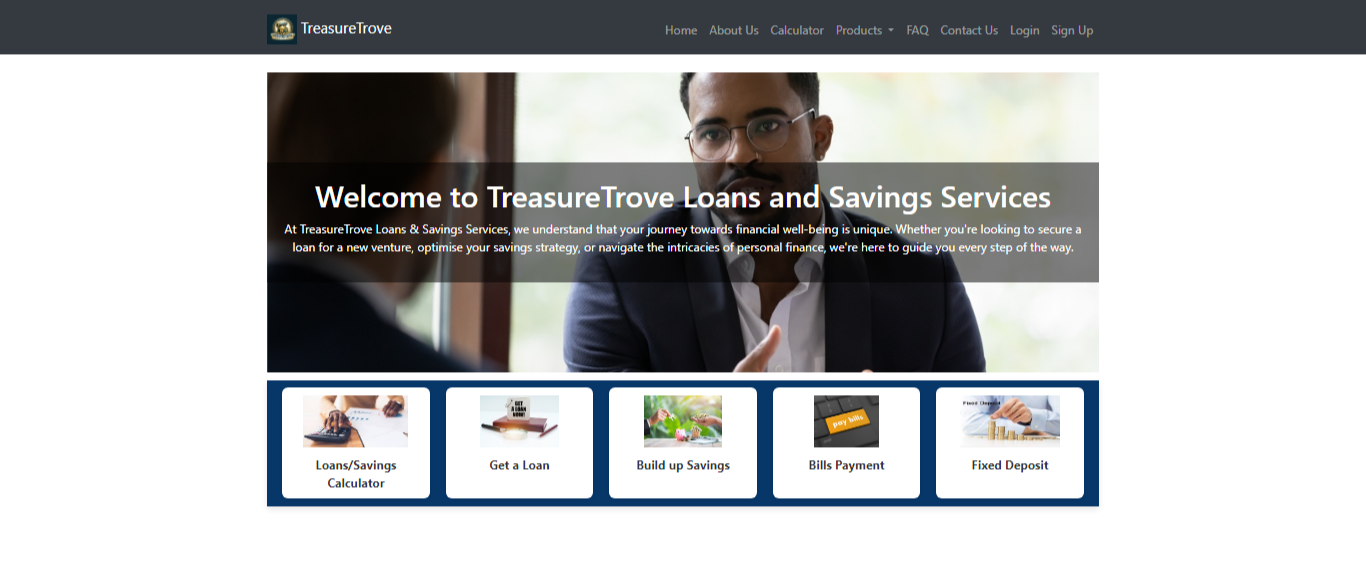 TreasureTrove
Home About Us Calculator Products FAQ Contact Us Login Sign Up
Welcome to TreasureTrove Loans and Savings Services
At TreasureTrove Loans & Savings Services, we understand that your journey towards financial well-being is unique. Whether you're looking to secure a
loan for a new venture, optimise your savings strategy, or navigate the intricacies of personal finance, we're here to guide you every step of the way.
GET
A LOAN
NOW!
pay bills
Fixed Deposit
Loans/Savings
Calculator
Get a Loan
Build up Savings
Bills Payment
Fixed Deposit